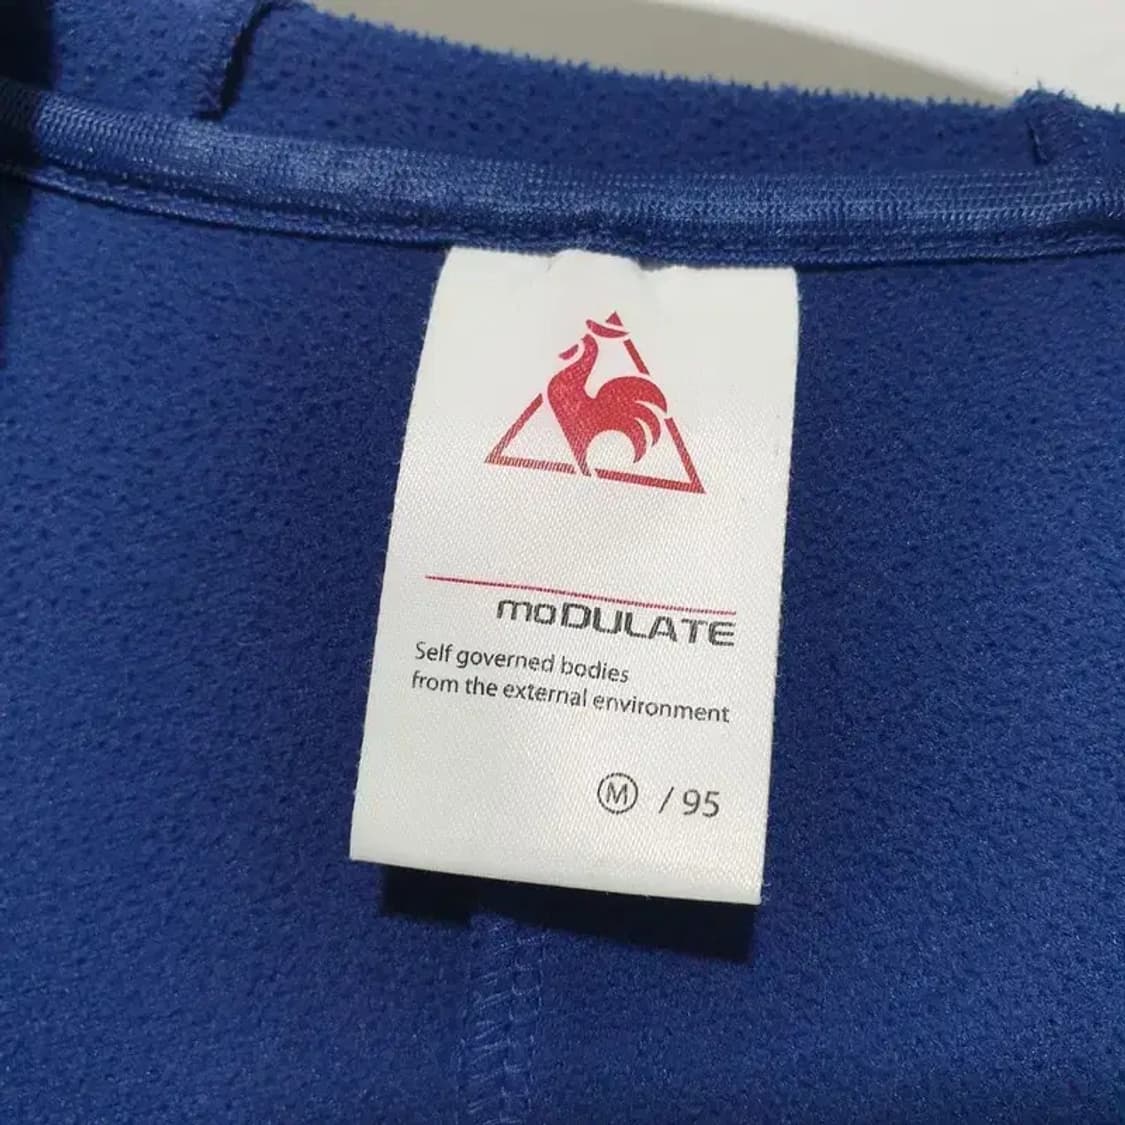 moDULATE
Self governed bodies
from the external environment
M / 95